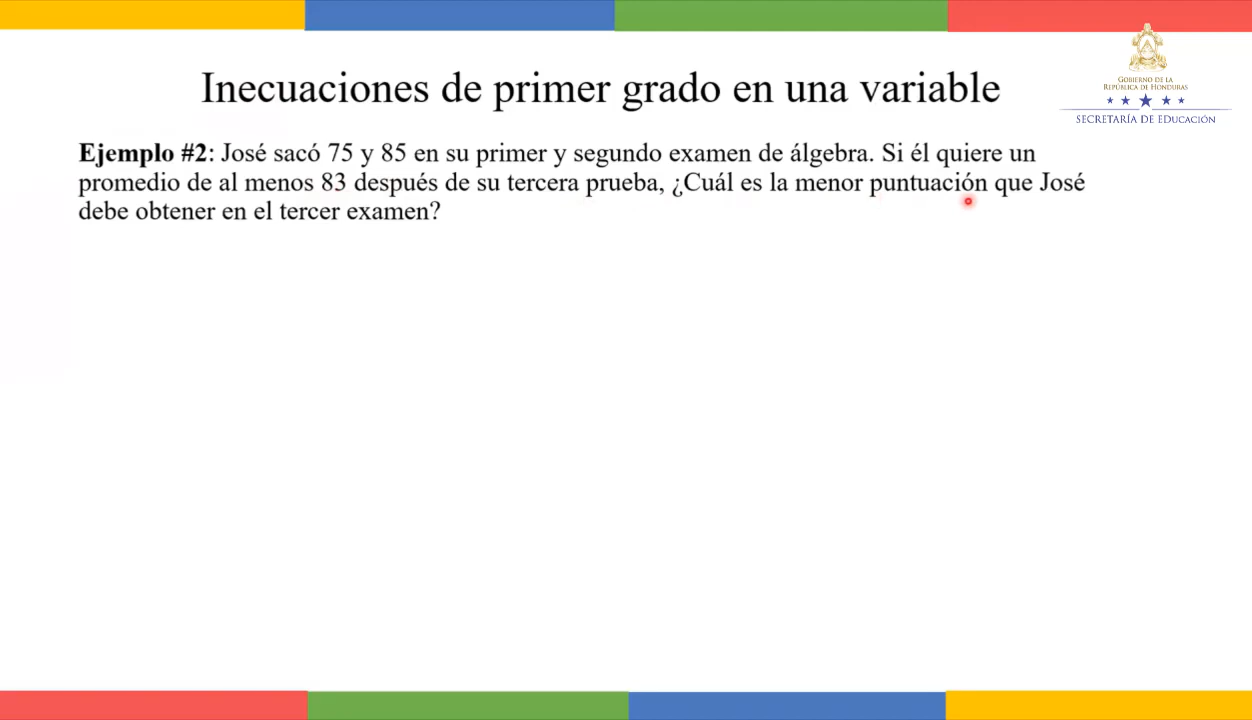 Inecuaciones de primer grado en una variable
GOBIERNO DE LA
REPÚBLICA DE HONDURAS
SECRETARÍA DE EDUCACIÓN
Ejemplo #2: José sacó 75 y 85 en su primer y segundo examen de álgebra. Si él quiere un
promedio de al menos 83 después de su tercera prueba, ¿Cuál es la menor puntuación que José
debe obtener en el tercer examen?